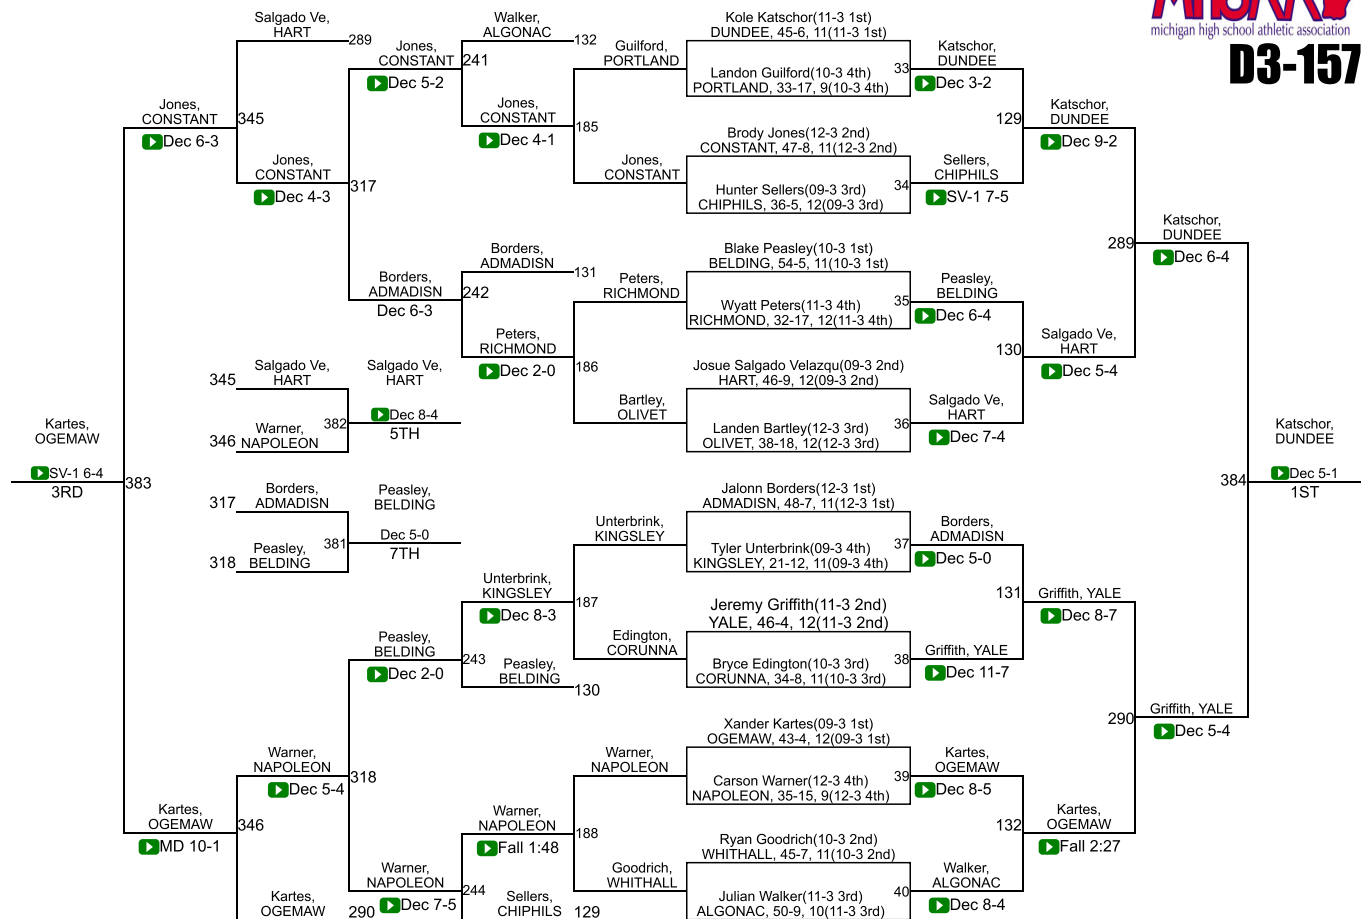 michigan high school athletic association
D3-157
Salgado Ve,
HART
289
Jones,
CONSTANT
Dec 6-3
345
Jones,
CONSTANT
Dec 4-3
317
Jones,
CONSTANT
Dec 5-2
241
Walker,
ALGONAC
132
Jones,
CONSTANT
Dec 4-1
185
Guilford,
PORTLAND
Jones,
CONSTANT
Kole Katschor(11-3 1st)
DUNDEE, 45-6, 11(11-3 1st)
Landon Guilford(10-3 4th)
PORTLAND, 33-17, 9(10-3 4th)
33
Brody Jones(12-3 2nd)
CONSTANT, 47-8, 11(12-3 2nd)
Hunter Sellers(09-3 3rd)
CHIPHILS, 36-5, 12(09-3 3rd)
34
Katschor,
DUNDEE
Dec 3-2
Sellers,
CHIPHILS
SV-1 7-5
129
Katschor,
DUNDEE
Dec 9-2
Borders,
ADMADISN
Dec 6-3
242
Borders,
ADMADISN
131
Peters,
RICHMOND
Dec 2-0
186
Peters,
RICHMOND
Bartley,
OLIVET
Blake Peasley(10-3 1st)
BELDING, 54-5, 11(10-3 1st)
Wyatt Peters(11-3 4th)
RICHMOND, 32-17, 12(11-3 4th)
35
Josue Salgado Velazqu(09-3 2nd)
HART, 46-9, 12(09-3 2nd)
Landen Bartley(12-3 3rd)
OLIVET, 38-18, 12(12-3 3rd)
36
Peasley,
BELDING
Dec 6-4
Salgado Ve,
HART
Dec 7-4
130
Salgado Ve,
HART
Dec 5-4
289
Katschor,
DUNDEE
Dec 6-4
345
Salgado Ve,
HART
346
Warner,
NAPOLEON
382
Salgado Ve,
HART
Dec 8-4
5TH
Kartes,
OGEMAW
SV-1 6-4
3RD
383
317
Borders,
ADMADISN
318
Peasley,
BELDING
381
Peasley,
BELDING
Dec 5-0
7TH
384
Katschor,
DUNDEE
Dec 5-1
1ST
Unterbrink,
KINGSLEY
Jalonn Borders(12-3 1st)
ADMADISN, 48-7, 11(12-3 1st)
Tyler Unterbrink(09-3 4th)
KINGSLEY, 21-12, 11(09-3 4th)
37
Borders,
ADMADISN
Dec 5-0
Unterbrink,
KINGSLEY
Dec 8-3
187
Edington,
CORUNNA
Jeremy Griffith(11-3 2nd)
YALE, 46-4, 12(11-3 2nd)
Bryce Edington(10-3 3rd)
CORUNNA, 34-8, 11(10-3 3rd)
38
Griffith, YALE
Dec 11-7
131
Griffith, YALE
Dec 8-7
Peasley,
BELDING
Dec 2-0
243
Peasley,
BELDING
130
290
Griffith, YALE
Dec 5-4
Warner,
NAPOLEON
Dec 5-4
318
Warner,
NAPOLEON
Xander Kartes(09-3 1st)
OGEMAW, 43-4, 12(09-3 1st)
Carson Warner(12-3 4th)
NAPOLEON, 35-15, 9(12-3 4th)
39
Kartes,
OGEMAW
Dec 8-5
Kartes,
OGEMAW
MD 10-1
346
Warner,
NAPOLEON
Fall 1:48
188
132
Kartes,
OGEMAW
Fall 2:27
Goodrich,
WHITHALL
Ryan Goodrich(10-3 2nd)
WHITHALL, 45-7, 11(10-3 2nd)
Julian Walker(11-3 3rd)
ALGONAC, 50-9, 10(11-3 3rd)
40
Walker,
ALGONAC
Dec 8-4
Warner,
NAPOLEON
Dec 7-5
244
Kartes,
OGEMAW
290
Sellers,
CHIPHILS
129